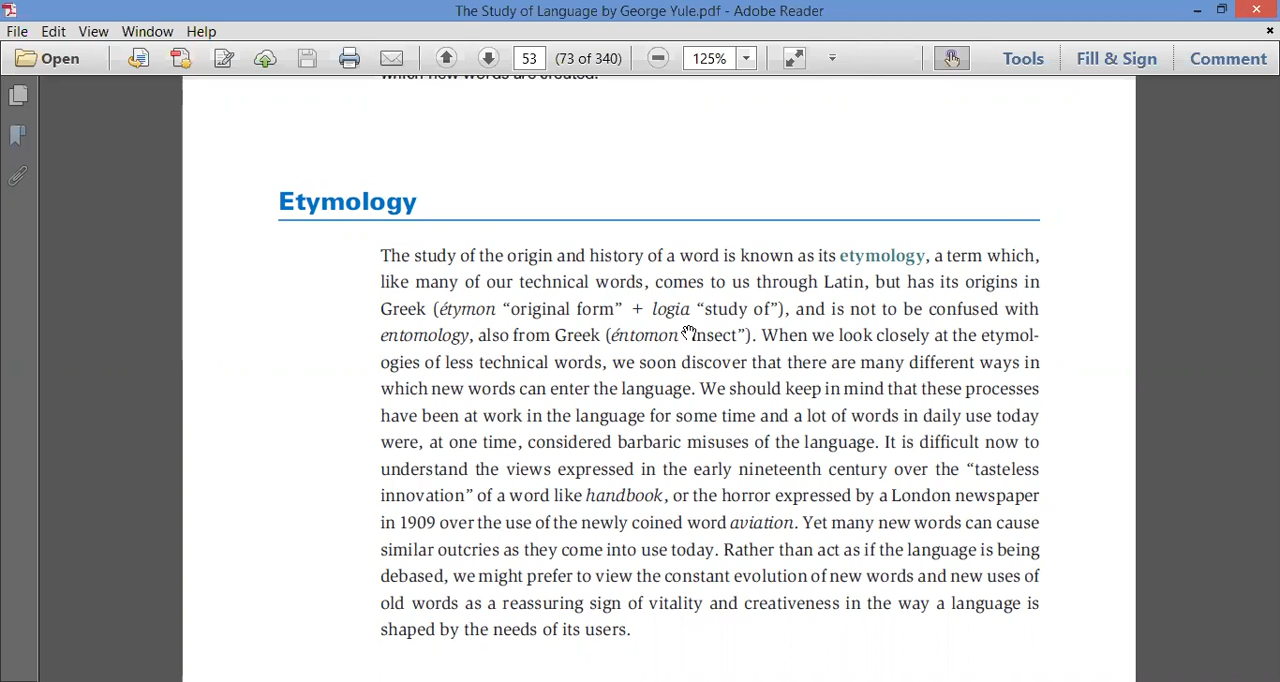 The Study of Language by George Yule.pdf - Adobe Reader
File Edit View Window Help
Open 53 (73 of 340) 125% Tools Fill & Sign Comment
which new words are created.
Etymology
The study of the origin and history of a word is known as its etymology, a term which,
like many of our technical words, comes to us through Latin, but has its origins in
Greek (étymon “original form” + logia “study of”), and is not to be confused with
entomology, also from Greek (éntomon “insect”). When we look closely at the etymol-
ogies of less technical words, we soon discover that there are many different ways in
which new words can enter the language. We should keep in mind that these processes
have been at work in the language for some time and a lot of words in daily use today
were, at one time, considered barbaric misuses of the language. It is difficult now to
understand the views expressed in the early nineteenth century over the “tasteless
innovation” of a word like handbook, or the horror expressed by a London newspaper
in 1909 over the use of the newly coined word aviation. Yet many new words can cause
similar outcries as they come into use today. Rather than act as if the language is being
debased, we might prefer to view the constant evolution of new words and new uses of
old words as a reassuring sign of vitality and creativeness in the way a language is
shaped by the needs of its users.